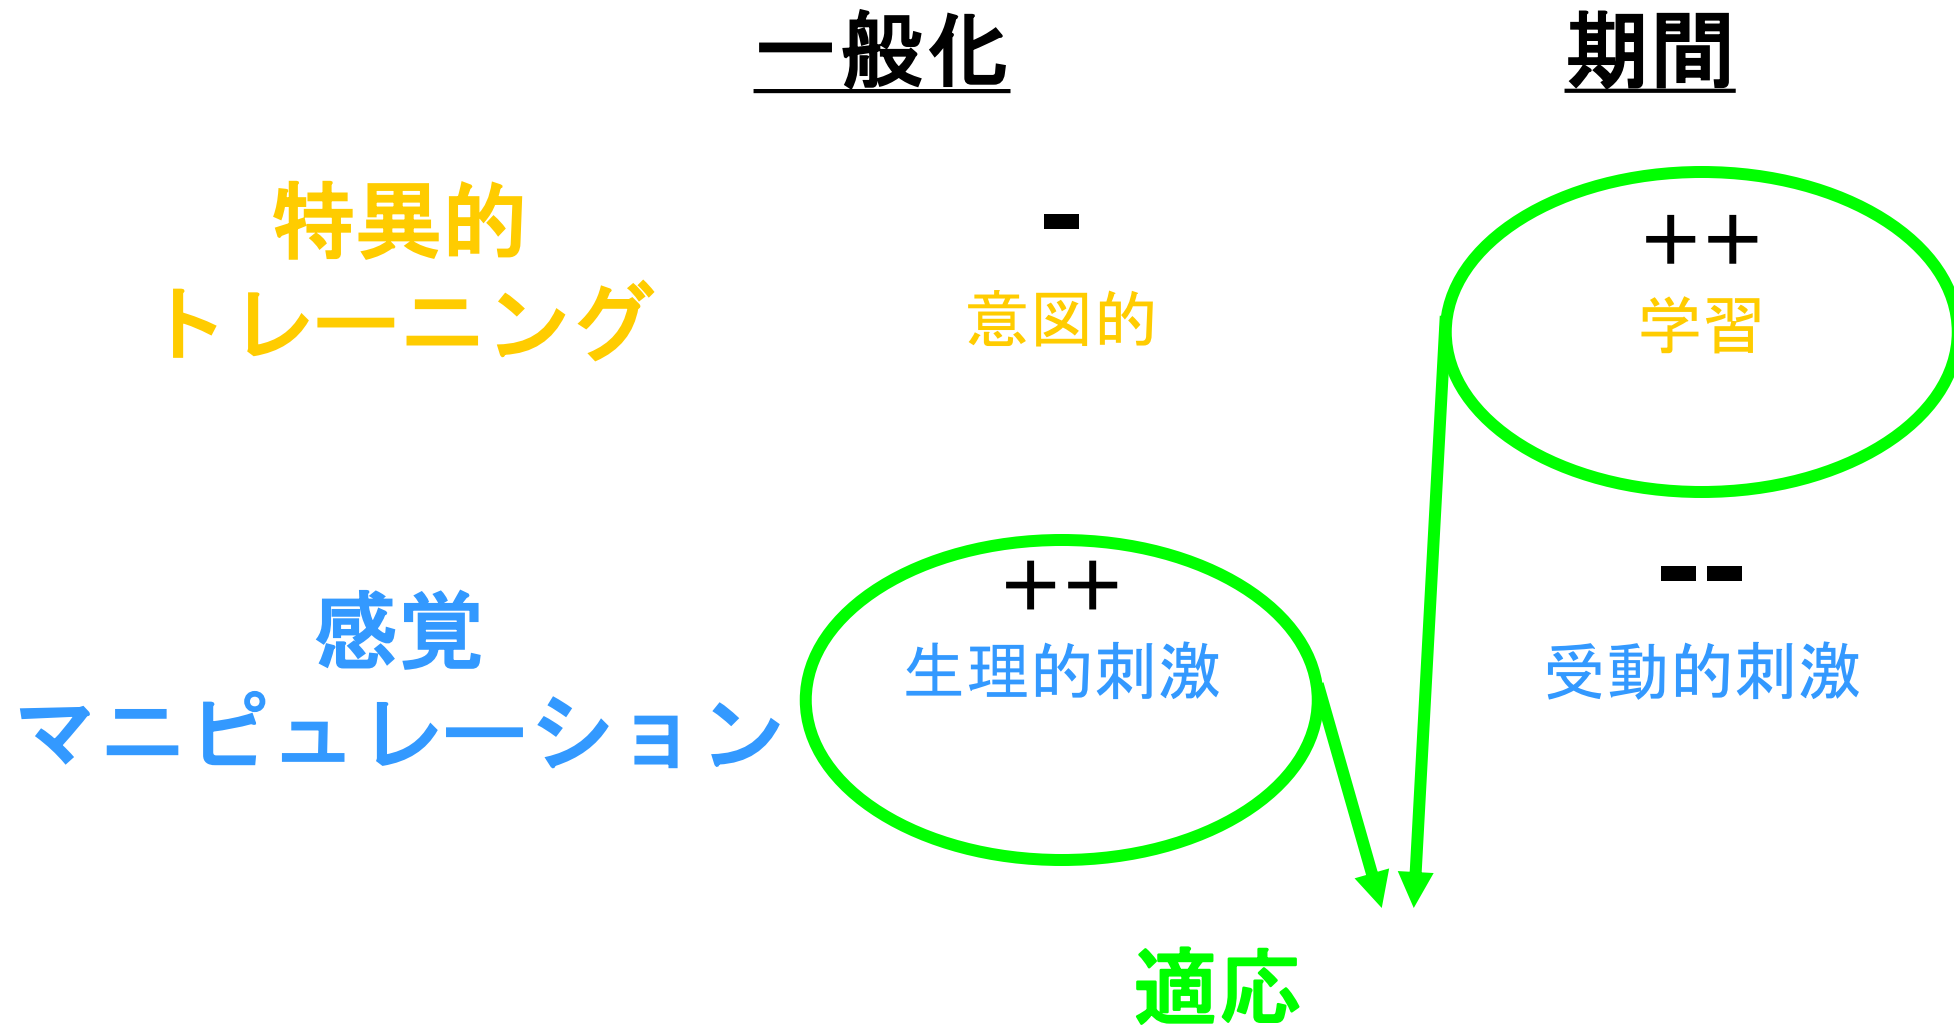 一般化 期間
特異的
トレーニング
- ++
意図的 学習
感覚
マニピュレーション
++ --
生理的刺激 受動的刺激
適応